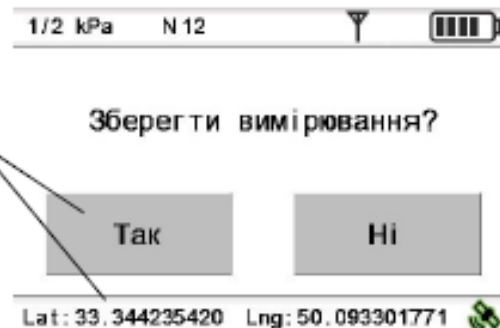 1/2 kPa N 12
Зберегти вимірювання?
Так Ні
Lat: 33.344235420 Lng: 50.093301771